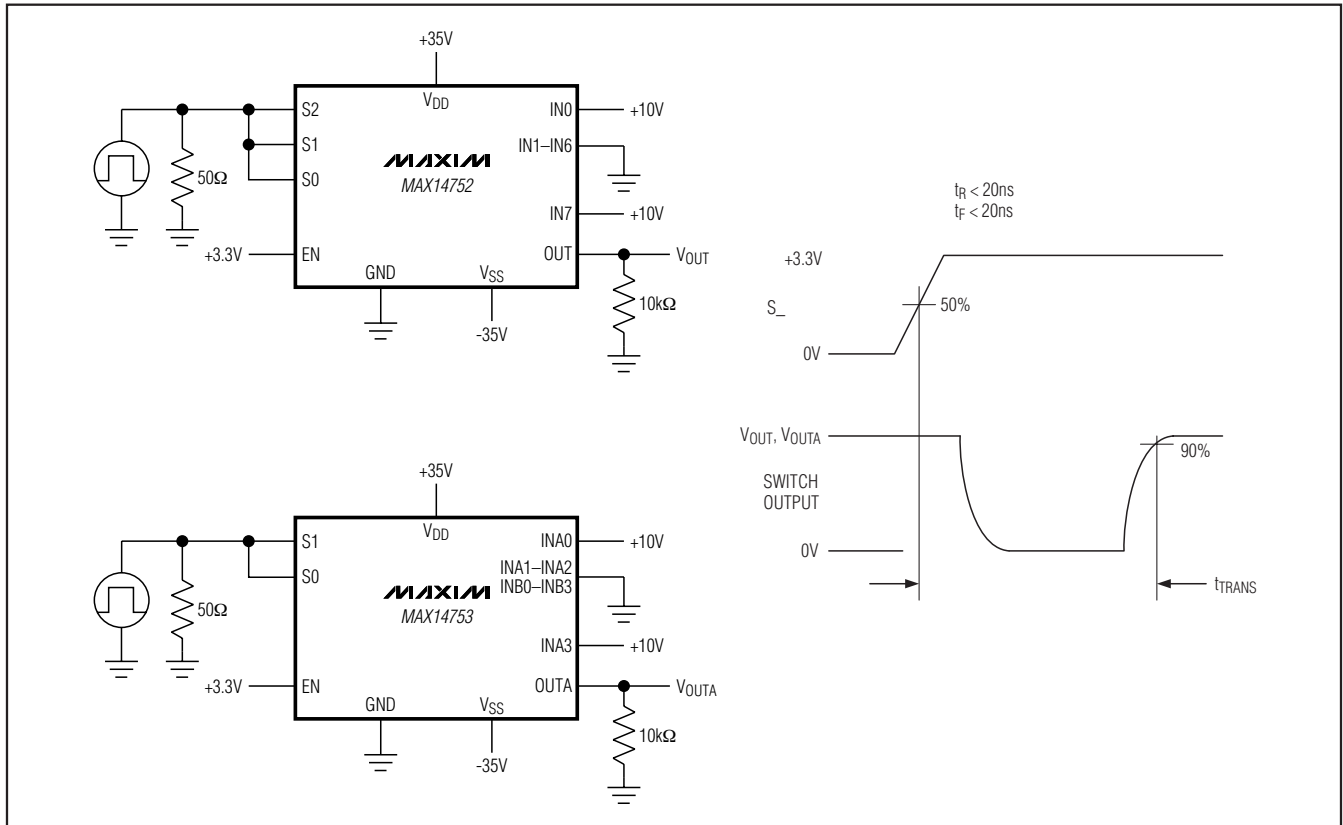 +35V
VDD
S2
S1
S0
50Ω
MAXIM
MAX14752
IN0
+10V
IN1–IN6
IN7
+10V
+3.3V
EN
OUT
VOUT
GND
VSS
10kΩ
-35V
+35V
VDD
S1
S0
50Ω
MAXIM
MAX14753
INA0
+10V
INA1–INA2
INB0–INB3
INA3
+10V
+3.3V
EN
OUTA
VOUTA
GND
VSS
10kΩ
-35V
tR < 20ns
tF < 20ns
+3.3V
S_
50%
0V
VOUT, VOUTA
90%
SWITCH
OUTPUT
0V
tTRANS